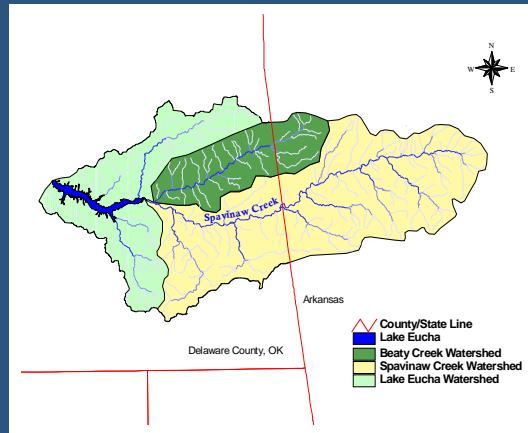 N
W E
S
Spavinaw Creek
Arkansas
Delaware County, OK
County/State Line
Lake Eucha
Beaty Creek Watershed
Spavinaw Creek Watershed
Lake Eucha Watershed